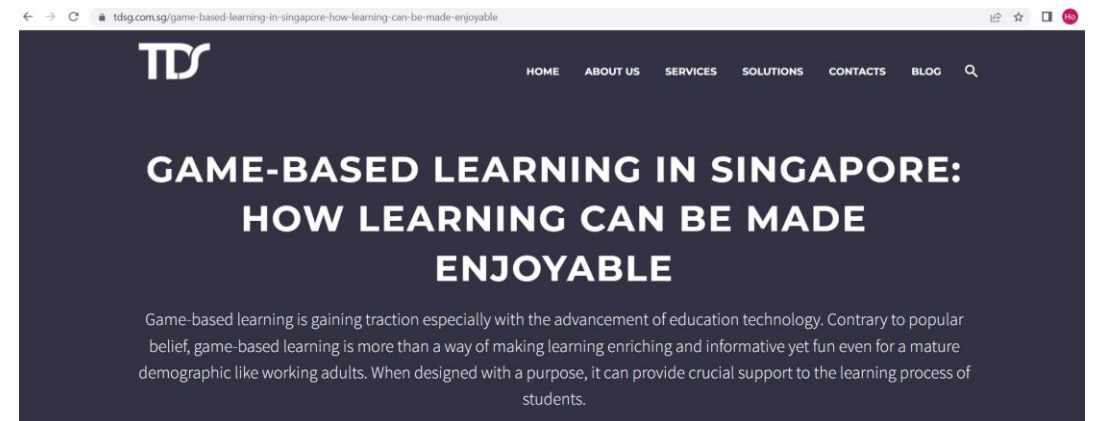 tdsg.com.sg/game-based-learning-in-singapore-how-learning-can-be-made-enjoyable
Ho
TDS
HOME ABOUT US SERVICES SOLUTIONS CONTACTS BLOG
GAME-BASED LEARNING IN SINGAPORE:
HOW LEARNING CAN BE MADE
ENJOYABLE
Game-based learning is gaining traction especially with the advancement of education technology. Contrary to popular
belief, game-based learning is more than a way of making learning enriching and informative yet fun even for a mature
demographic like working adults. When designed with a purpose, it can provide crucial support to the learning process of
students.